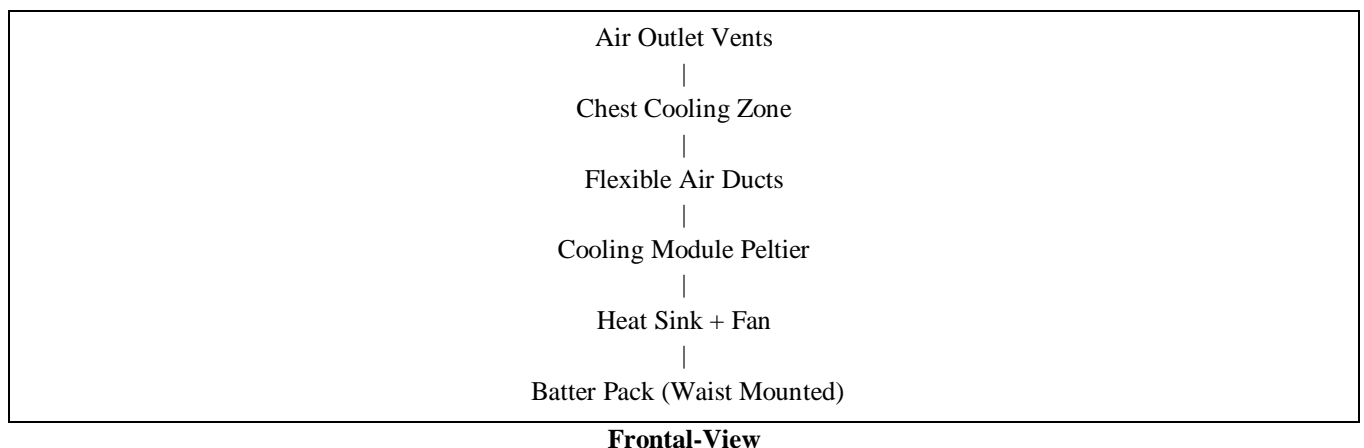 Air Outlet Vents
|
Chest Cooling Zone
|
Flexible Air Ducts
|
Cooling Module Peltier
|
Heat Sink + Fan
|
Batter Pack (Waist Mounted)
Frontal-View